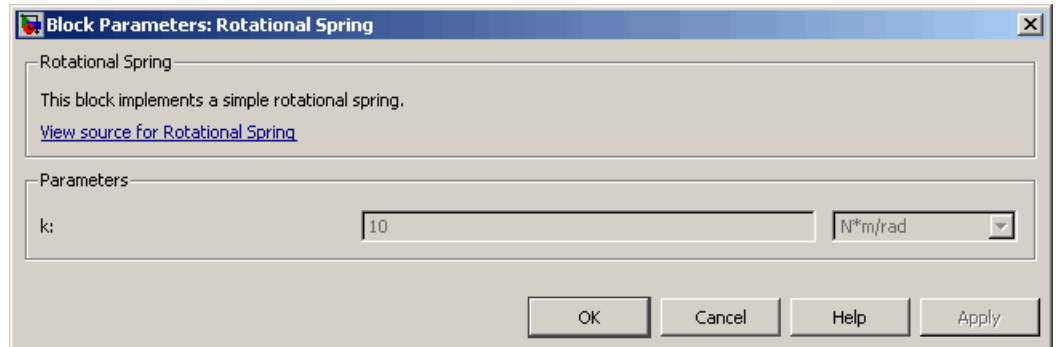 Block Parameters: Rotational Spring
Rotational Spring
This block implements a simple rotational spring.
View source for Rotational Spring
Parameters
k: 10 N*m/rad
OK Cancel Help Apply